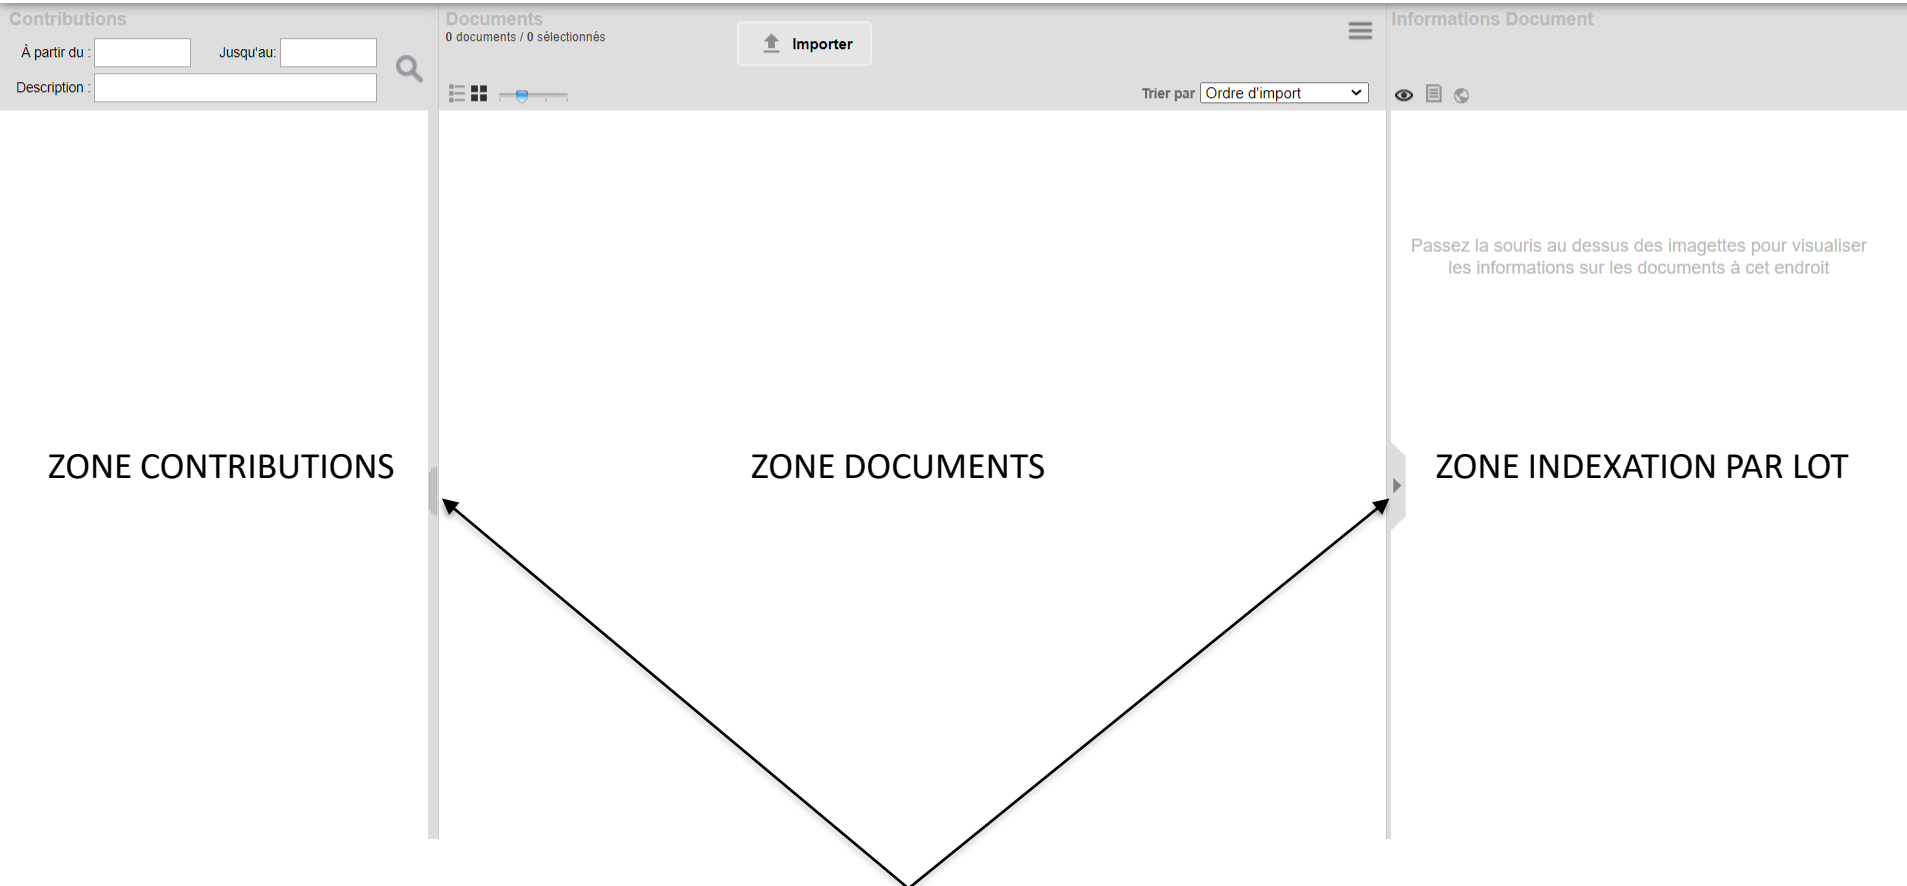 Contributions
À partir du :
Jusqu'au:
Description :
Documents
0 documents / 0 sélectionnés
Importer
Trier par Ordre d'import
Informations Document
Passez la souris au dessus des imagettes pour visualiser
les informations sur les documents à cet endroit
ZONE CONTRIBUTIONS
ZONE DOCUMENTS
ZONE INDEXATION PAR LOT